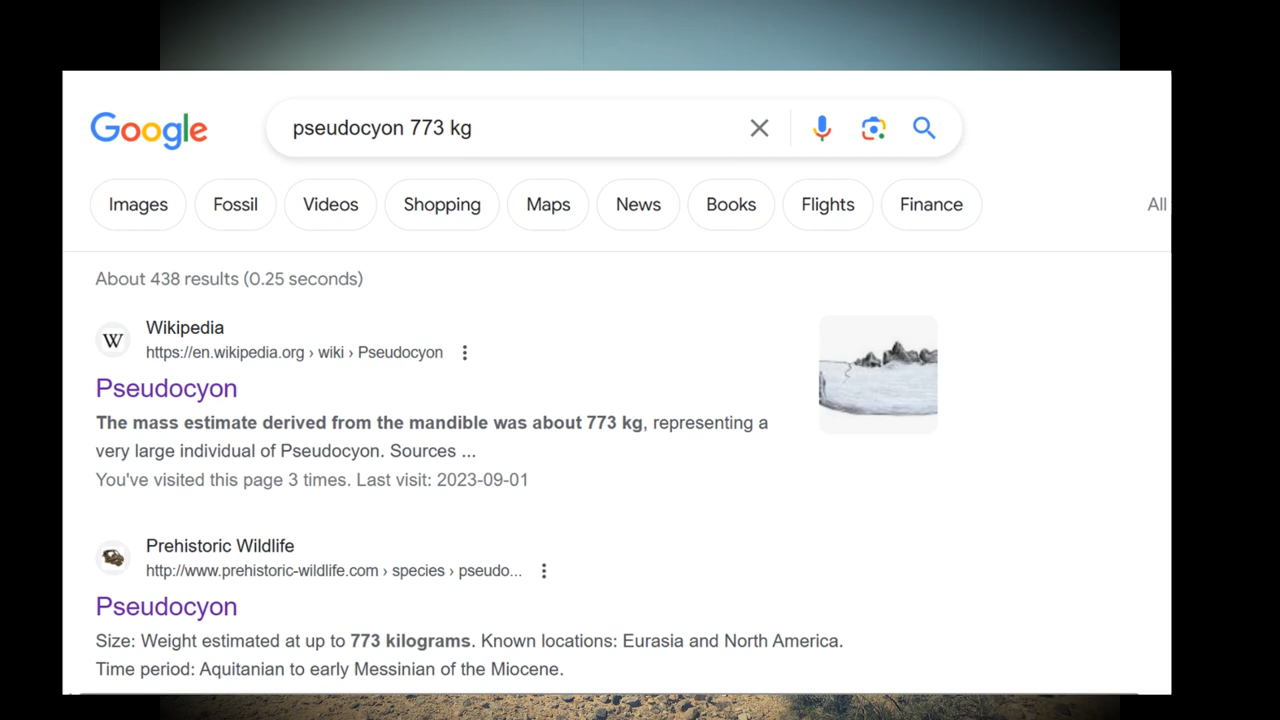 Google
pseudocyon 773 kg
Images Fossil Videos Shopping Maps News Books Flights Finance All
About 438 results (0.25 seconds)
W
Wikipedia
https://en.wikipedia.org › wiki › Pseudocyon
Pseudocyon
The mass estimate derived from the mandible was about 773 kg, representing a
very large individual of Pseudocyon. Sources ...
You've visited this page 3 times. Last visit: 2023-09-01
Prehistoric Wildlife
http://www.prehistoric-wildlife.com › species › pseudo...
Pseudocyon
Size: Weight estimated at up to 773 kilograms. Known locations: Eurasia and North America.
Time period: Aquitanian to early Messinian of the Miocene.